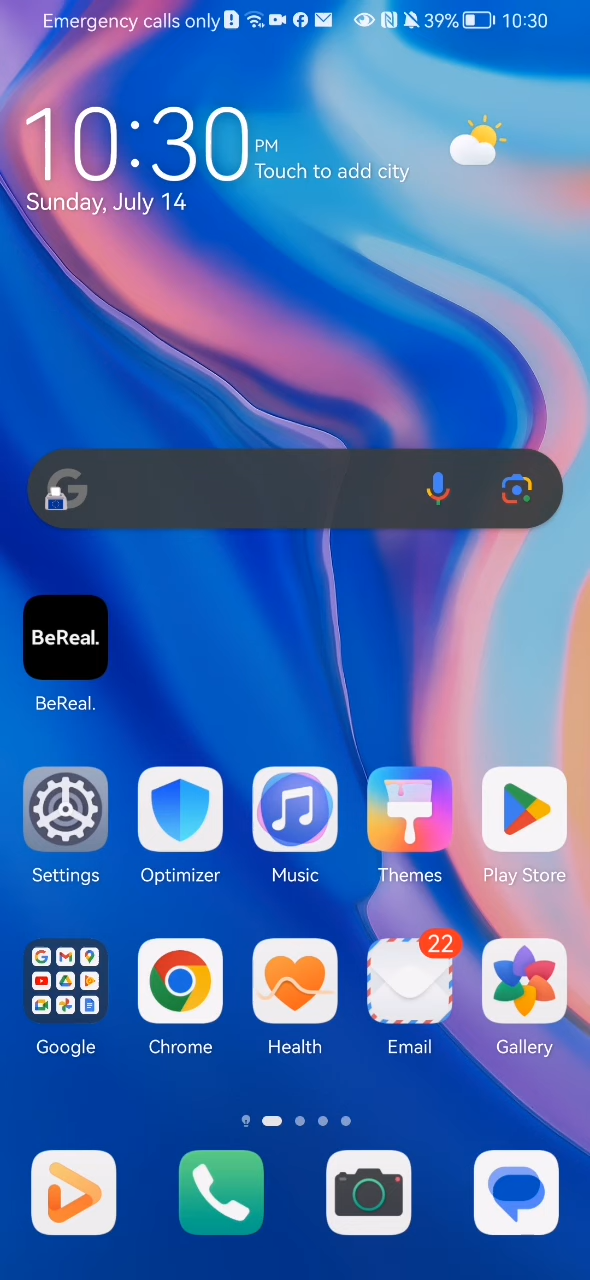 Emergency calls only 39% 10:30
10:30 PM
Touch to add city
Sunday, July 14
BeReal.
BeReal.
Settings Optimizer Music Themes Play Store
22
Google Chrome Health Email Gallery